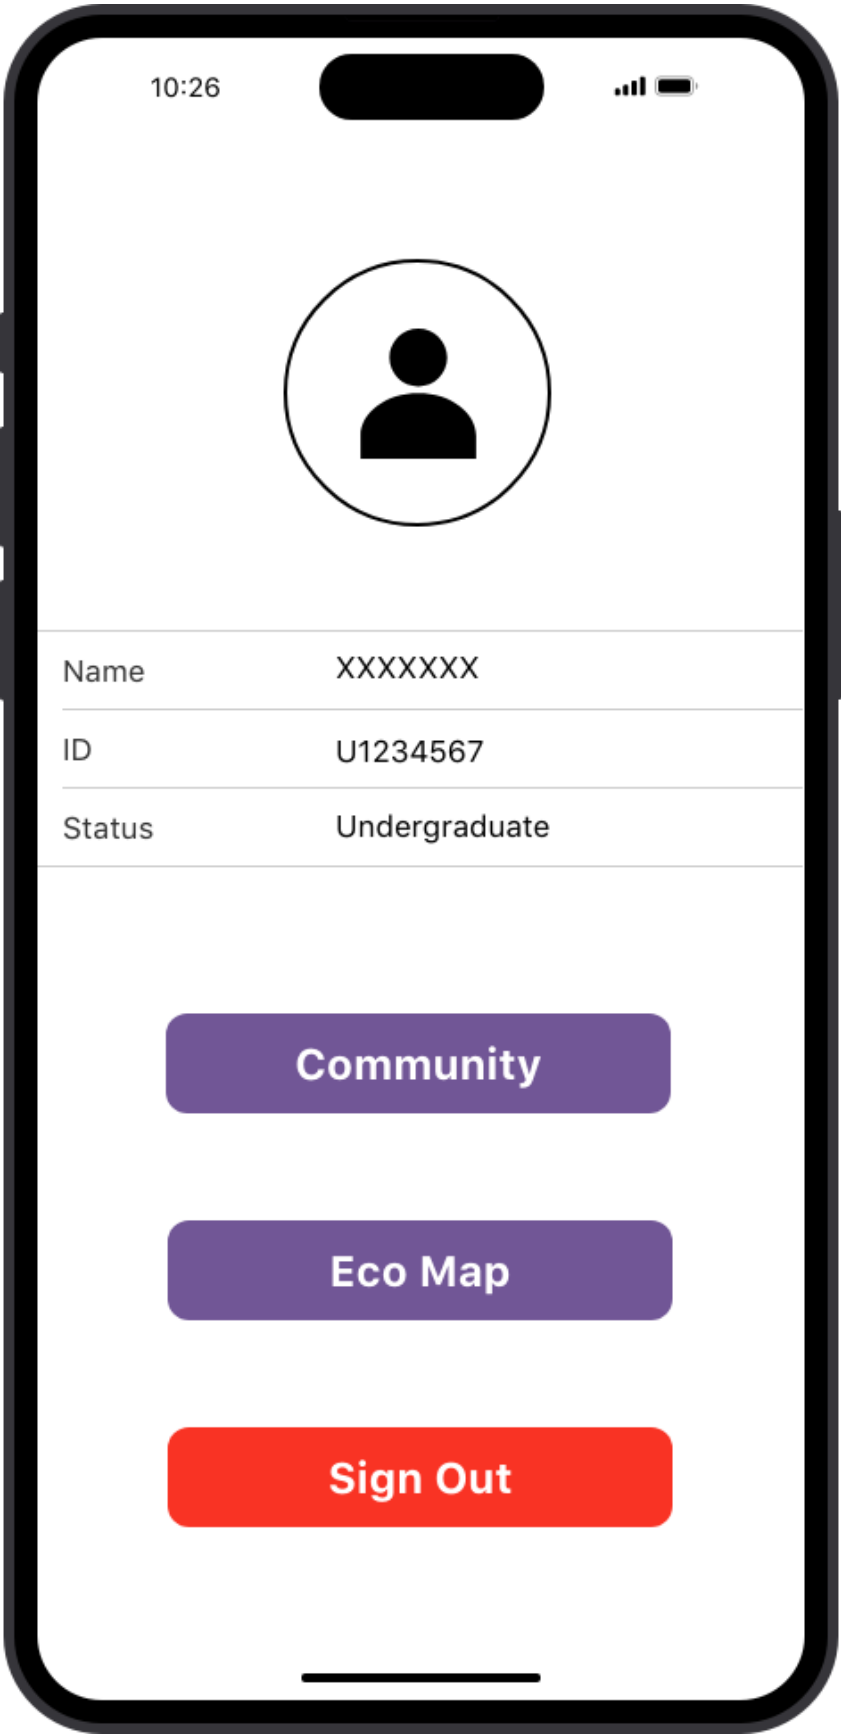 10:26
Name XXXXXXX
ID U1234567
Status Undergraduate
Community
Eco Map
Sign Out